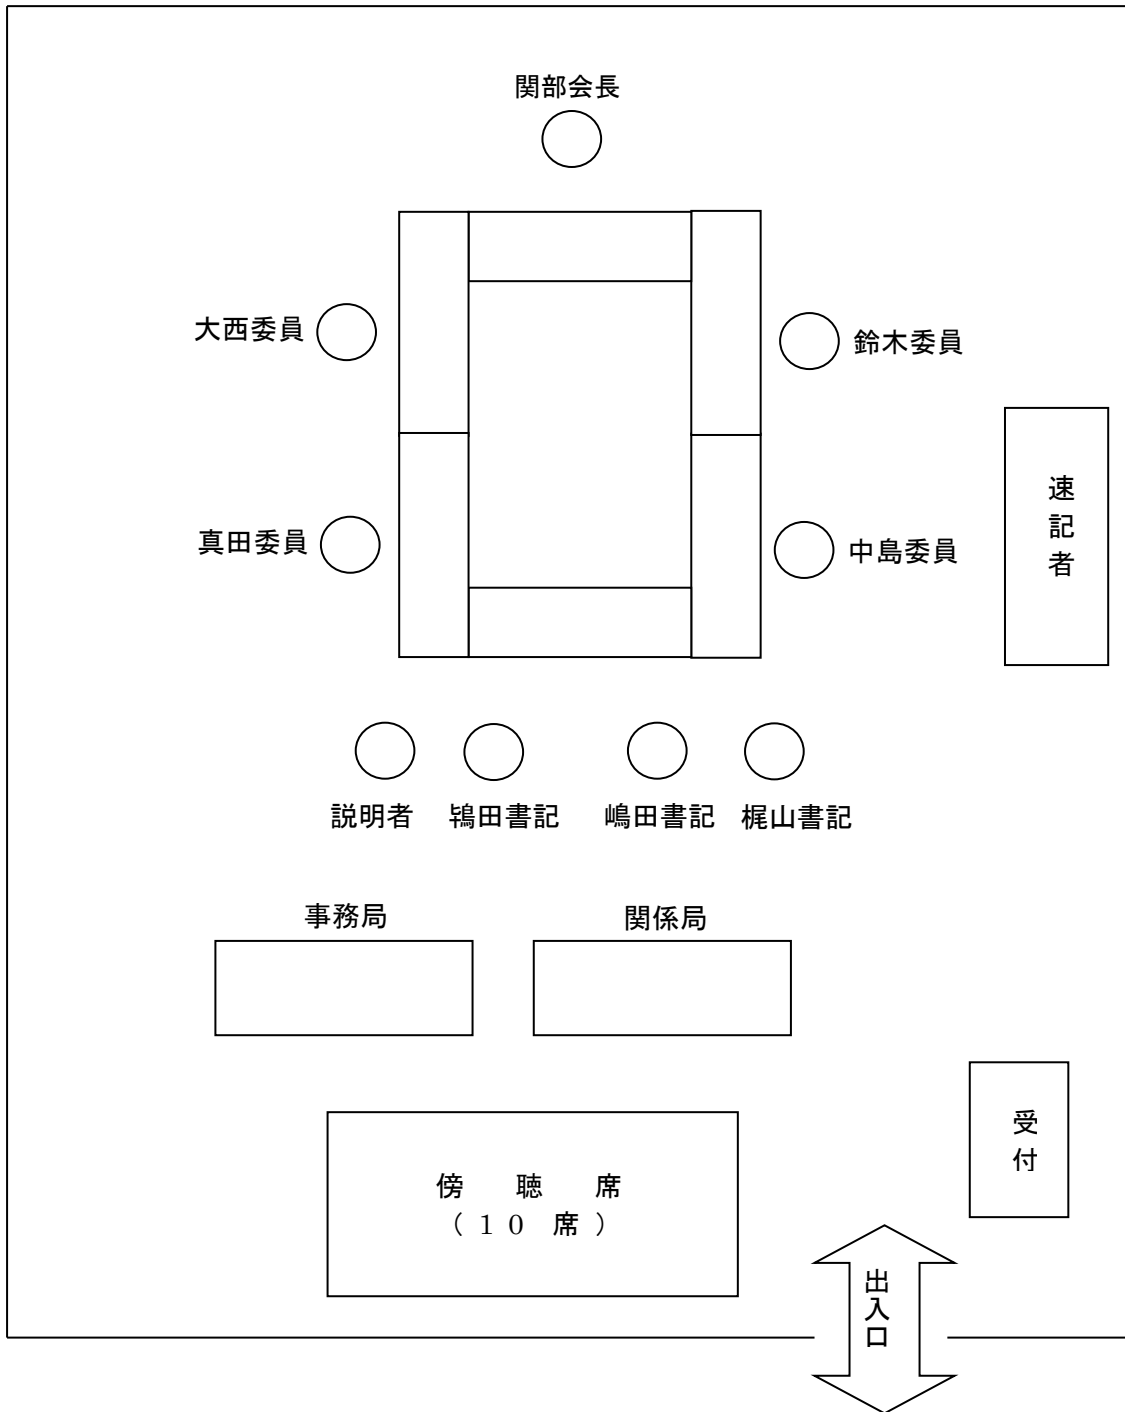 関部会長
大西委員
鈴木委員
速記者
真田委員
中島委員
説明者
鴇田書記
嶋田書記
梶山書記
事務局
関係局
受付
傍 聴 席
（ 1 0 席 ）
出入口